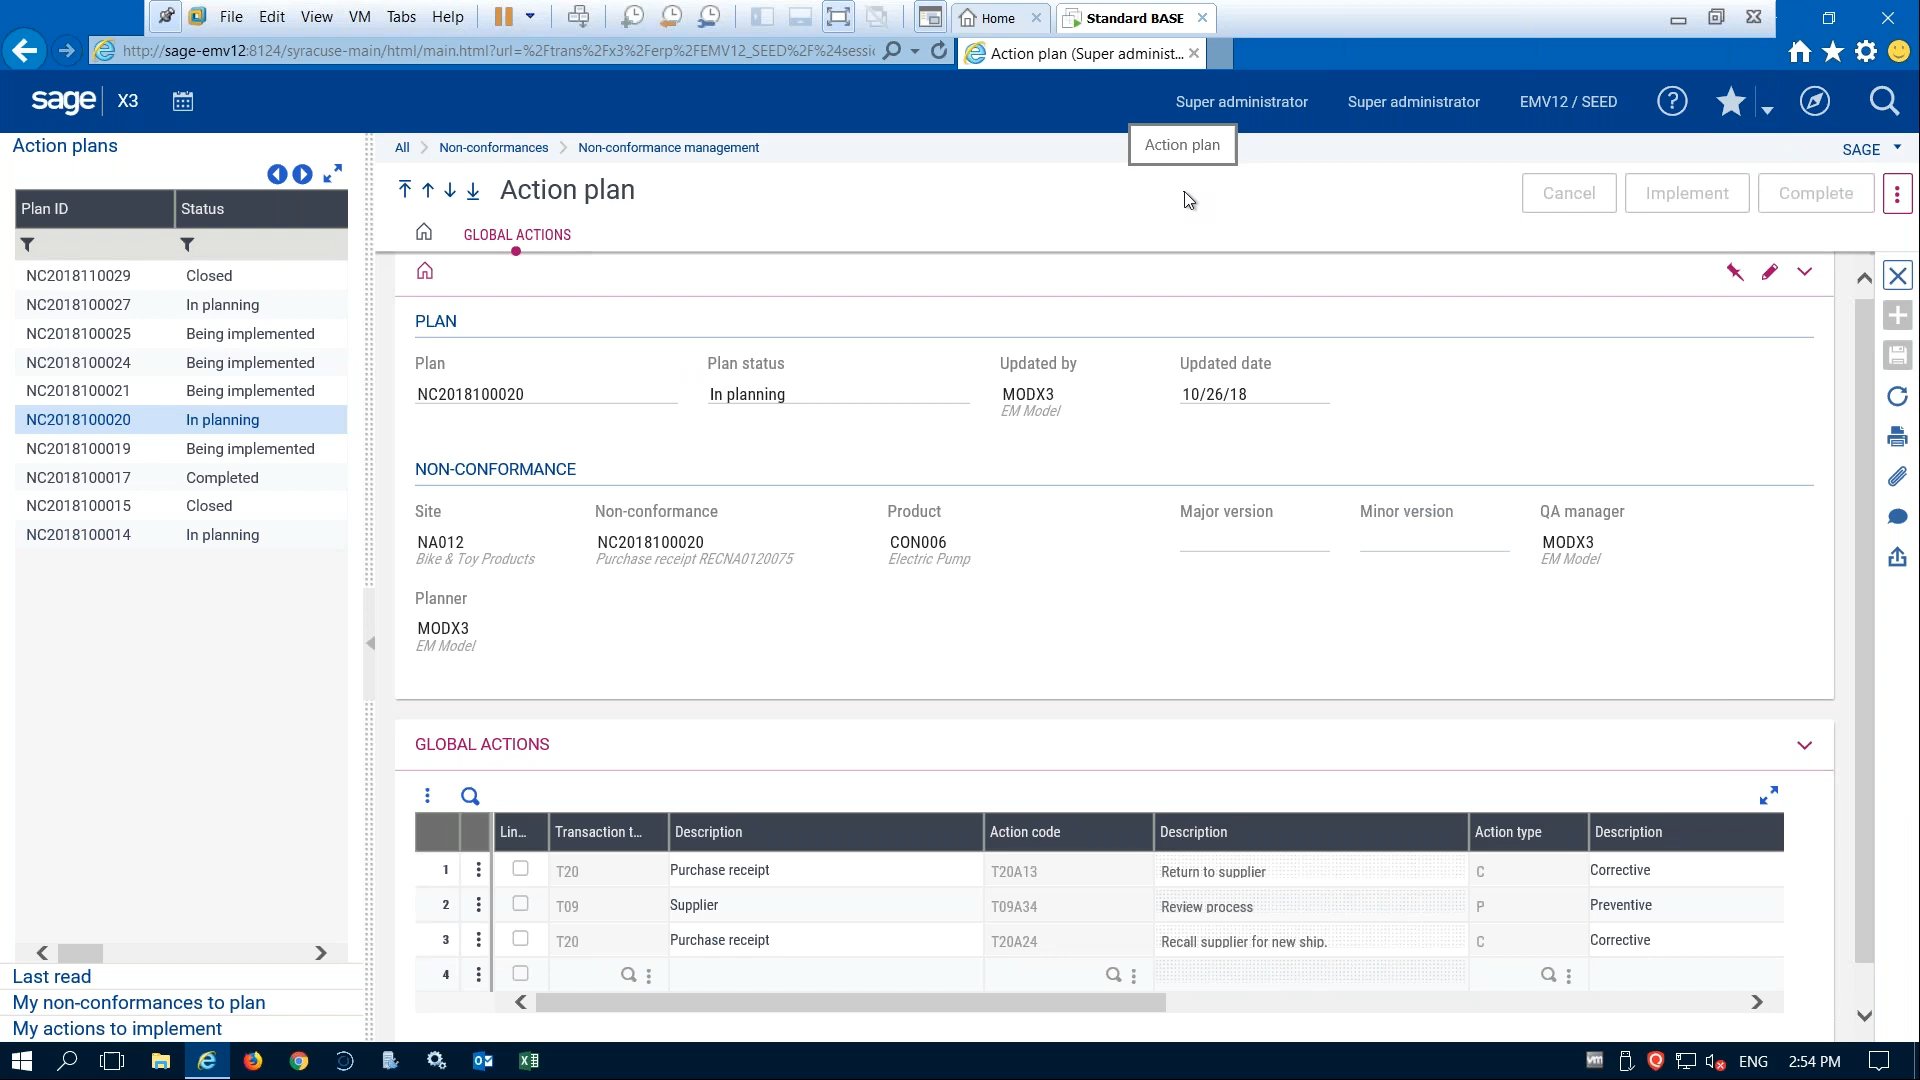 File Edit View VM Tabs Help
Home
Standard BASE
http://sage-emv12:8124/syracuse-main/html/main.html?url=%2Ftrans%2Fx3%2Ferp%2FEMV12_SEED%2F%24sessi
Action plan (Super administ...
sage X3
Super administrator
Super administrator
EMV12 / SEED
Action plans
All
Non-conformances
Non-conformance management
Action plan
SAGE
Action plan
Cancel
Implement
Complete
Plan ID
Status
GLOBAL ACTIONS
NC2018110029 Closed
NC2018100027 In planning
NC2018100025 Being implemented
NC2018100024 Being implemented
NC2018100021 Being implemented
NC2018100020 In planning
NC2018100019 Being implemented
NC2018100017 Completed
NC2018100015 Closed
NC2018100014 In planning
PLAN
Plan
Plan status
Updated by
Updated date
NC2018100020
In planning
MODX3
10/26/18
EM Model
NON-CONFORMANCE
Site
Non-conformance
Product
Major version
Minor version
QA manager
NA012
NC2018100020
CON006
MODX3
Bike & Toy Products
Purchase receipt RECNA0120075
Electric Pump
EM Model
Planner
MODX3
EM Model
GLOBAL ACTIONS
Lin... Transaction t... Description Action code Description Action type Description
1 T20 Purchase receipt T20A13 Return to supplier C Corrective
2 T09 Supplier T09A34 Review process P Preventive
3 T20 Purchase receipt T20A24 Recall supplier for new ship. C Corrective
4
Last read
My non-conformances to plan
My actions to implement
vm
ENG
2:54 PM